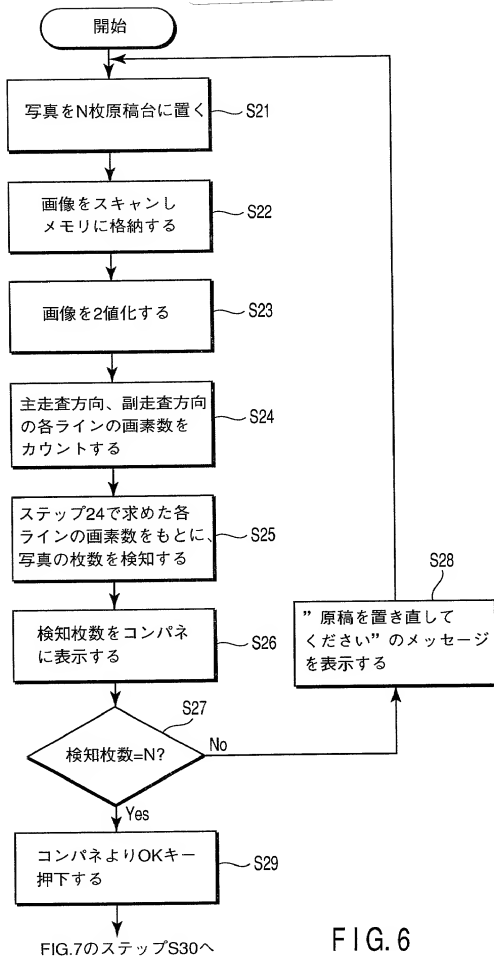 開始
写真をN枚原稿台に置く
S21
画像をスキャンし
メモリに格納する
S22
画像を2値化する
S23
主走査方向、副走査方向
の各ラインの画素数を
カウントする
S24
ステップ24で求めた各
ラインの画素数をもとに、
写真の枚数を検知する
S25
検知枚数をコンパネ
に表示する
S26
S27
検知枚数=N?
No
S28
”原稿を置き直して
ください”のメッセージ
を表示する
Yes
コンパネよりOKキー
押下する
S29
FIG.7のステップS30へ
FIG.6